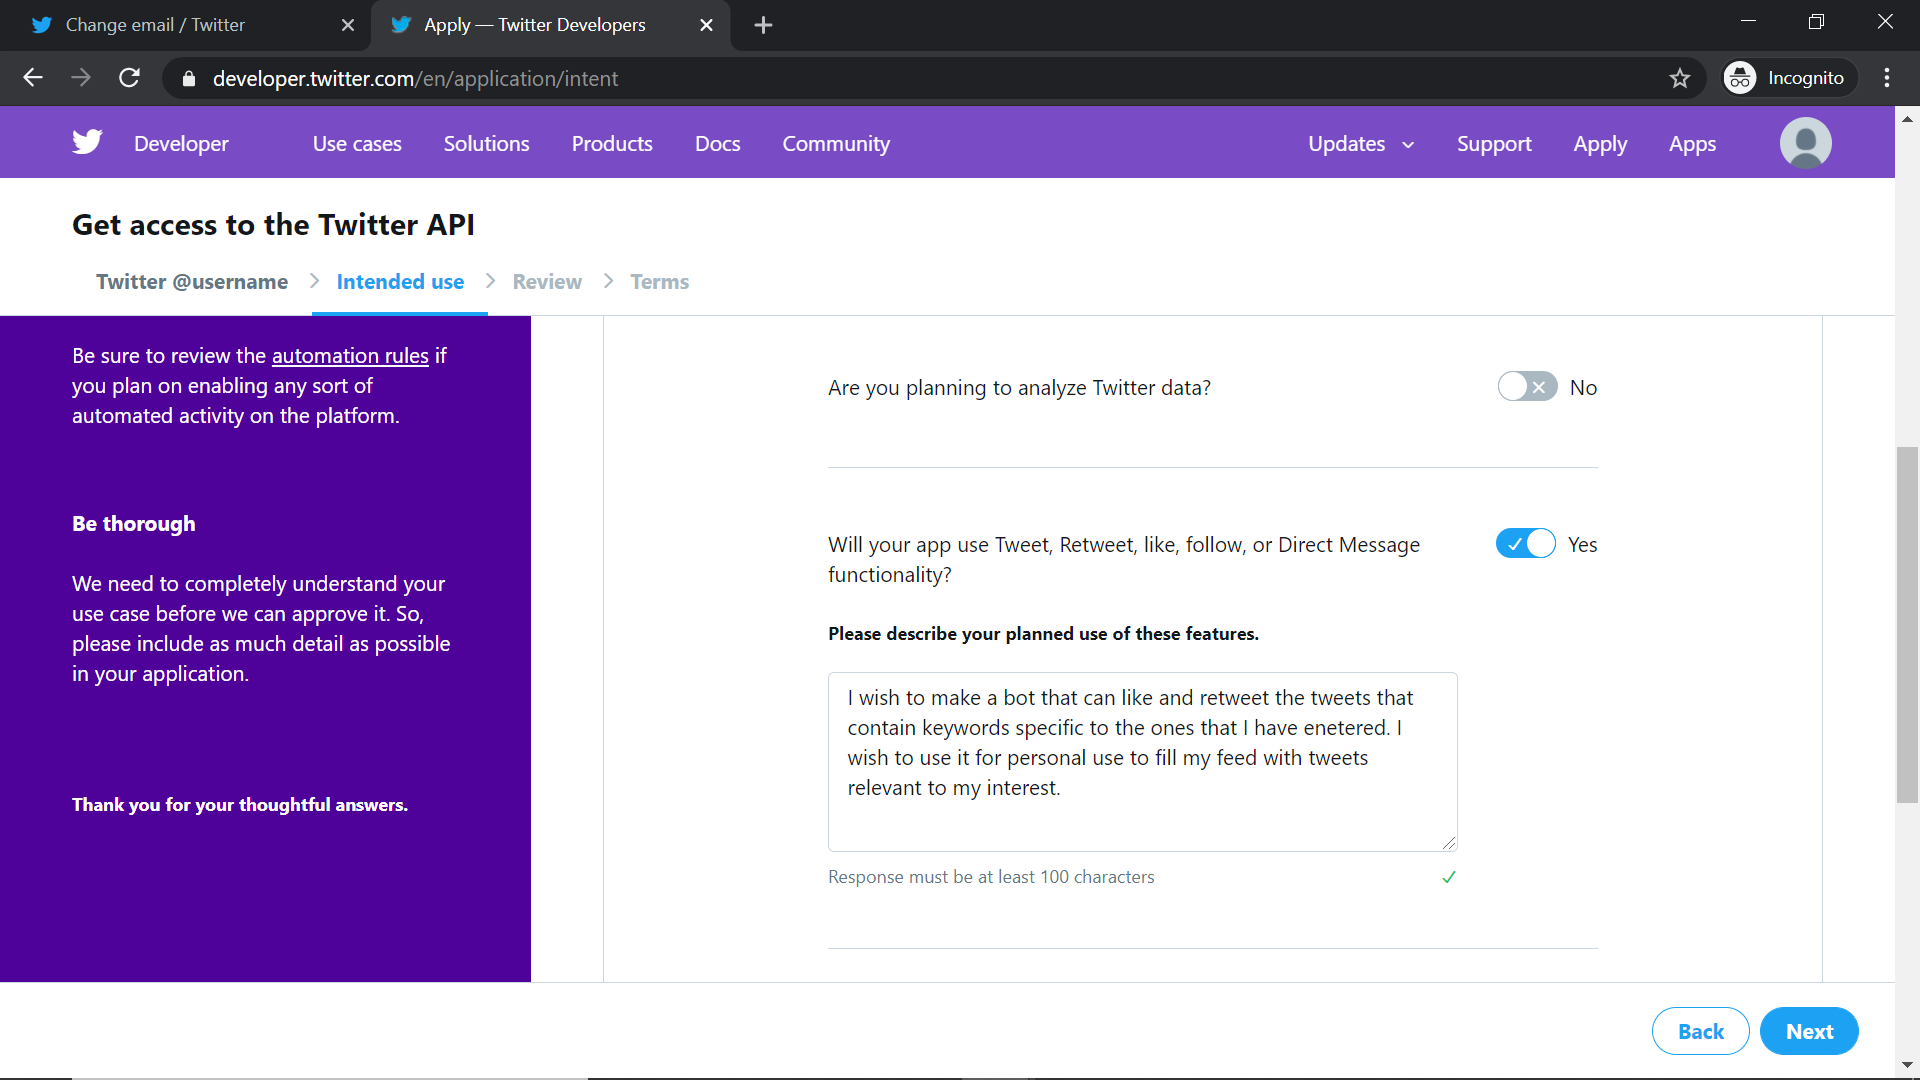 Change email / Twitter
Apply — Twitter Developers
developer.twitter.com/en/application/intent
Incognito
Developer
Use cases
Solutions
Products
Docs
Community
Updates
Support
Apply
Apps
Get access to the Twitter API
Twitter @username
Intended use
Review
Terms
Be sure to review the automation rules if
you plan on enabling any sort of
automated activity on the platform.
Be thorough
We need to completely understand your
use case before we can approve it. So,
please include as much detail as possible
in your application.
Thank you for your thoughtful answers.
Are you planning to analyze Twitter data?
No
Will your app use Tweet, Retweet, like, follow, or Direct Message
functionality?
Yes
Please describe your planned use of these features.
I wish to make a bot that can like and retweet the tweets that
contain keywords specific to the ones that I have enetered. I
wish to use it for personal use to fill my feed with tweets
relevant to my interest.
Response must be at least 100 characters
Back
Next